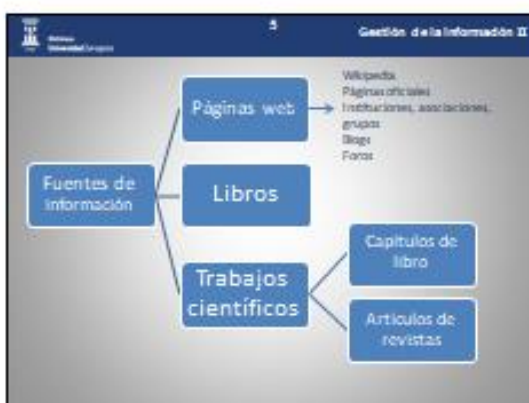 5
Gestión de la Información II
Biblioteca
Universidad Zaragoza
Páginas web
Wikipedia
Páginas oficiales
Instituciones, asociaciones,
grupos
Blogs
Foros
Fuentes de
información
Libros
Trabajos
científicos
Capítulos de
libro
Artículos de
revistas